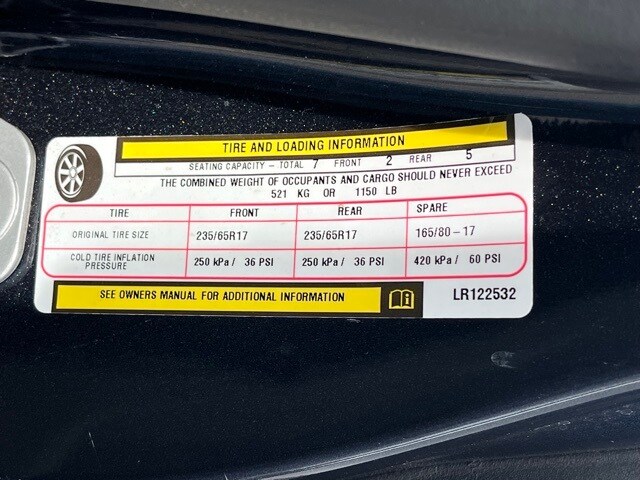 TIRE AND LOADING INFORMATION
SEATING CAPACITY – TOTAL 7 FRONT 2 REAR 5
THE COMBINED WEIGHT OF OCCUPANTS AND CARGO SHOULD NEVER EXCEED
521 KG OR 1150 LB
TIRE FRONT REAR SPARE
ORIGINAL TIRE SIZE 235/65R17 235/65R17 165/80-17
COLD TIRE INFLATION PRESSURE 250 kPa/ 36 PSI 250 kPa/ 36 PSI 420 kPa/ 60 PSI
SEE OWNERS MANUAL FOR ADDITIONAL INFORMATION LR122532